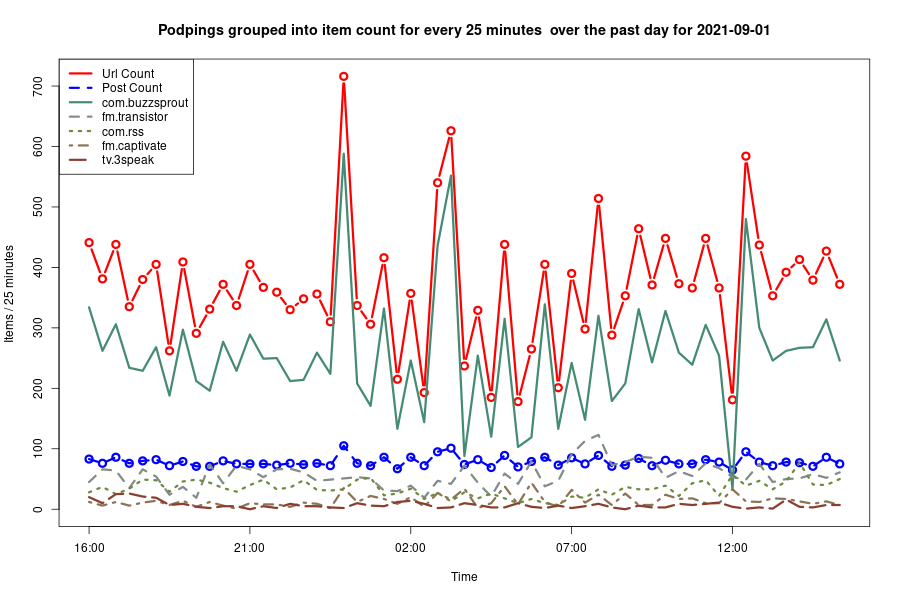 Podpings grouped into item count for every 25 minutes  over the past day for 2021-09-01
Url Count
Post Count
com.buzzsprout
fm.transistor
com.rss
fm.captivate
tv.3speak
700
600
500
400
300
200
100
0
Items / 25 minutes
16:00 21:00 02:00 07:00 12:00
Time